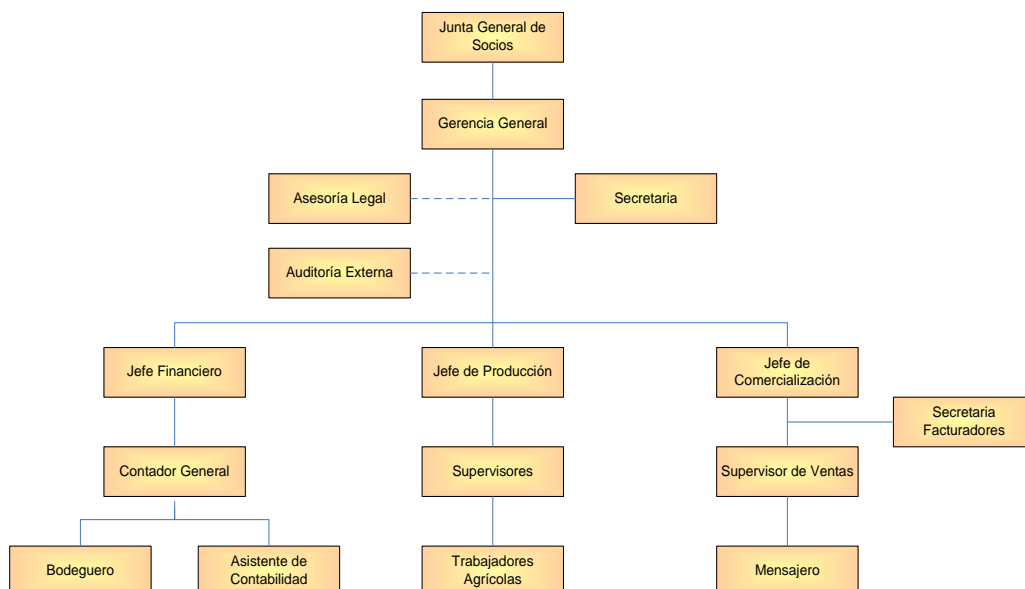 Junta General de
Socios
Gerencia General
Asesoría Legal
Secretaria
Auditoría Externa
Jefe Financiero
Jefe de Producción
Jefe de
Comercialización
Secretaria
Facturadores
Contador General
Supervisores
Supervisor de Ventas
Bodeguero
Asistente de
Contabilidad
Trabajadores
Agrícolas
Mensajero